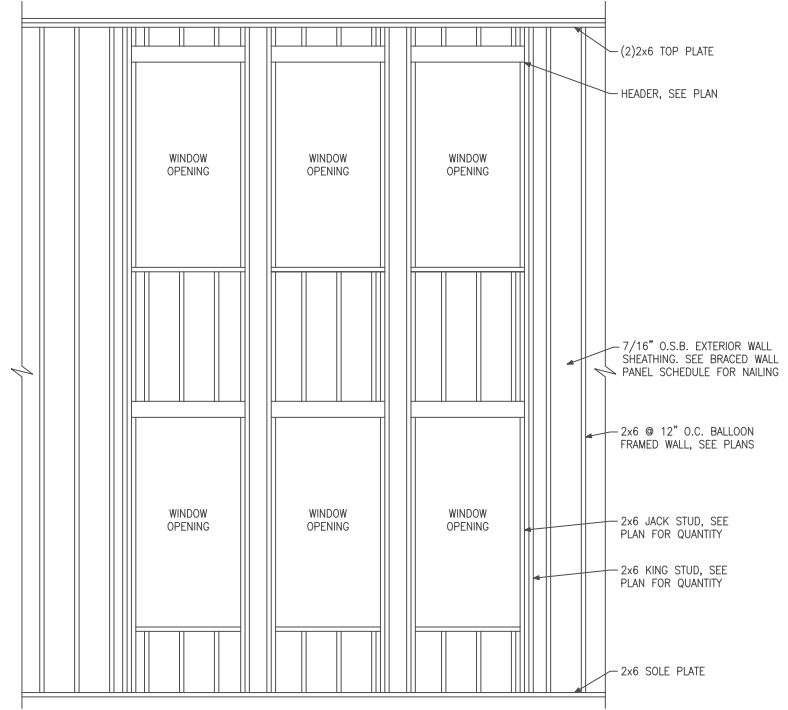 (2)2x6 TOP PLATE
HEADER, SEE PLAN
WINDOW
OPENING
WINDOW
OPENING
WINDOW
OPENING
7/16" O.S.B. EXTERIOR WALL
SHEATHING. SEE BRACED WALL
PANEL SCHEDULE FOR NAILING
2x6 @ 12" O.C. BALLOON
FRAMED WALL, SEE PLANS
WINDOW
OPENING
WINDOW
OPENING
WINDOW
OPENING
2x6 JACK STUD, SEE
PLAN FOR QUANTITY
2x6 KING STUD, SEE
PLAN FOR QUANTITY
2x6 SOLE PLATE